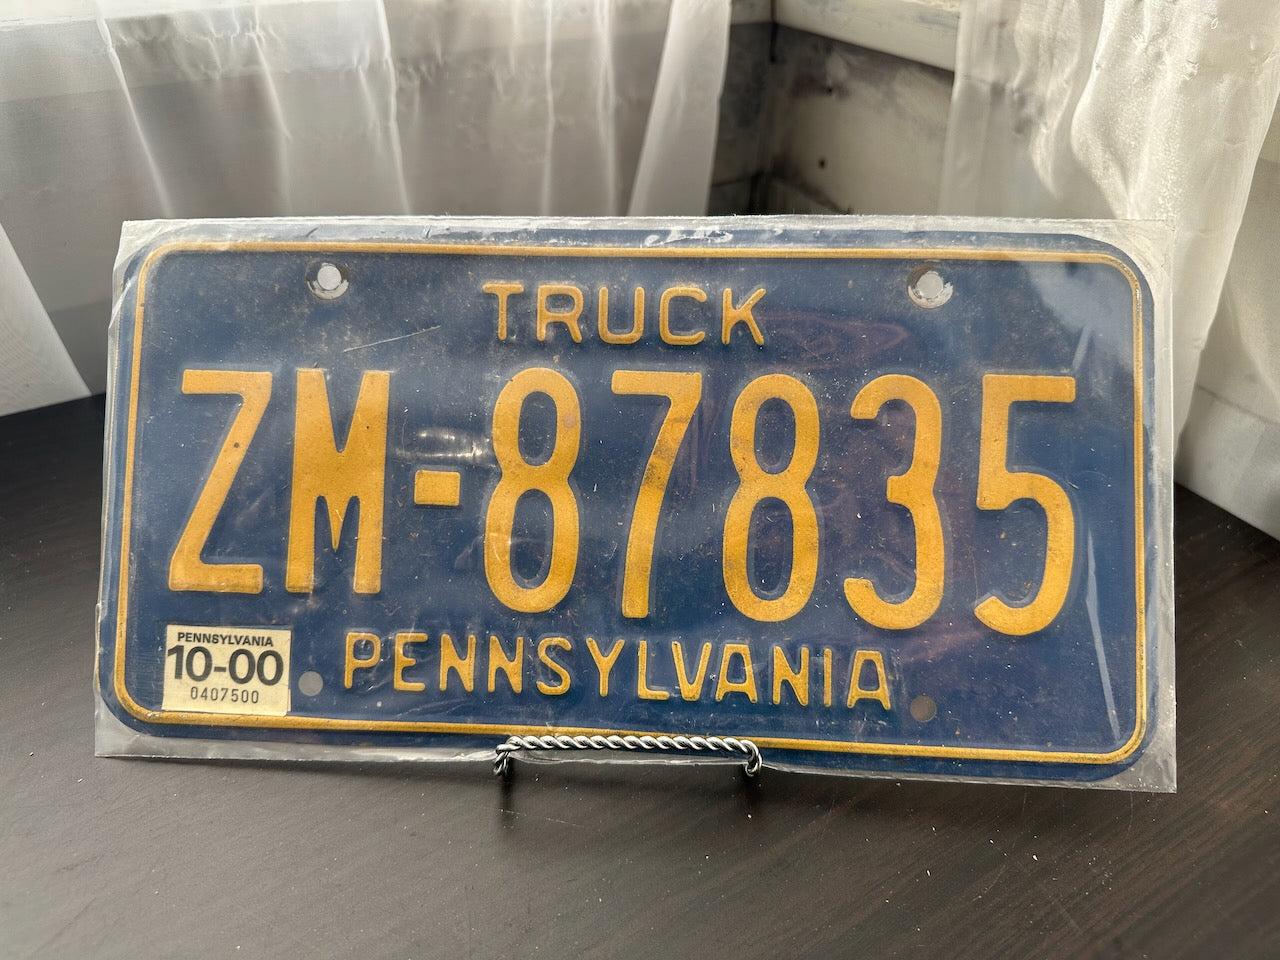 TRUCK
ZM-87835
PENNSYLVANIA
10-00
0407500
PENNSYLVANIA